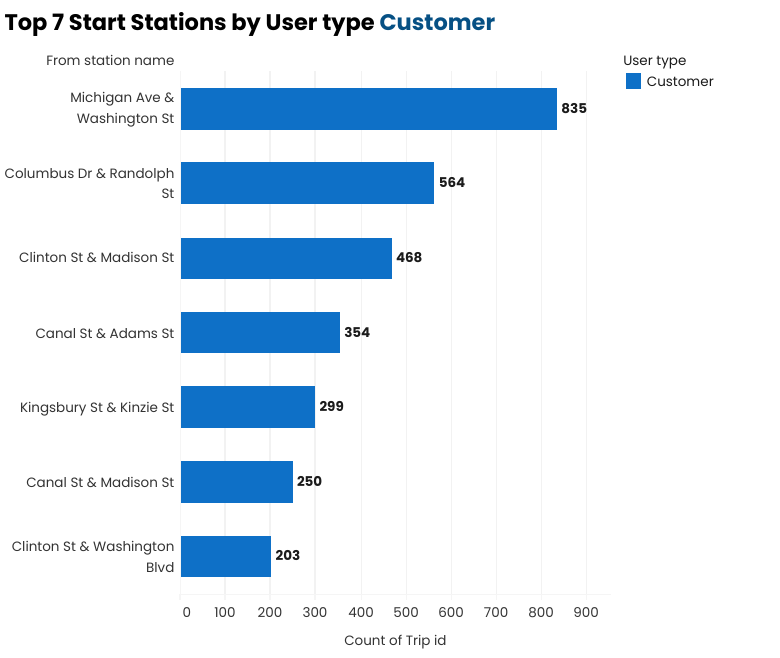 Top 7 Start Stations by User type Customer
From station name
User type
Customer
Michigan Ave &
Washington St
835
Columbus Dr & Randolph
St
564
Clinton St & Madison St
468
Canal St & Adams St
354
Kingsbury St & Kinzie St
299
Canal St & Madison St
250
Clinton St & Washington
Blvd
203
0 100 200 300 400 500 600 700 800 900
Count of Trip id